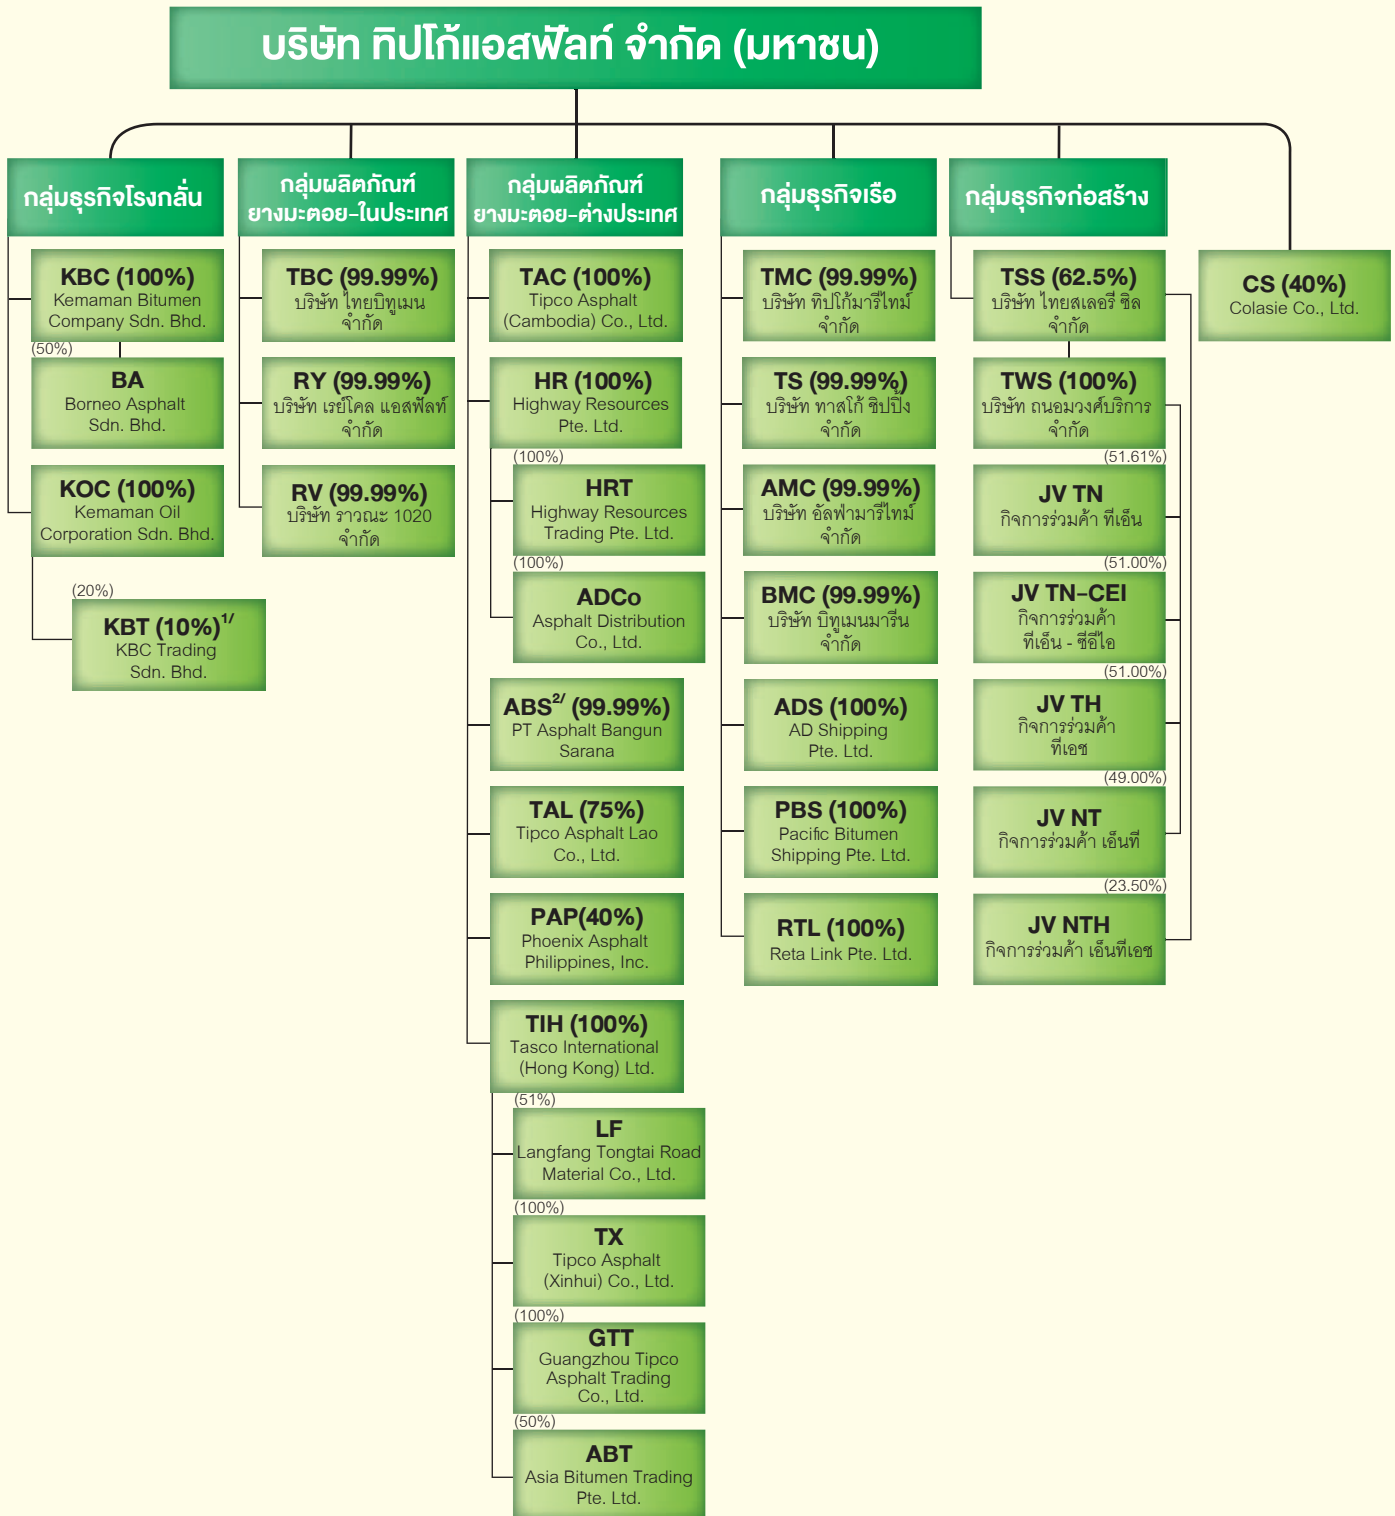 บริษัท ทิปโก้แอสฟัลท์ จำกัด (มหาชน)
กลุ่มธุรกิจโรงกลั่น
KBC (100%)
Kemaman Bitumen
Company Sdn. Bhd.
(50%)
BA
Borneo Asphalt
Sdn. Bhd.
KOC (100%)
Kemaman Oil
Corporation Sdn. Bhd.
(20%)
KBT (10%)1/
KBC Trading
Sdn. Bhd.
กลุ่มผลิตภัณฑ์
ยางมะตอย-ในประเทศ
TBC (99.99%)
บริษัท ไทยบิทูเมน
จำกัด
RY (99.99%)
บริษัท เรย์โคล แอสฟัลท์
จำกัด
RV (99.99%)
บริษัท ราวณะ 1020
จำกัด
กลุ่มผลิตภัณฑ์
ยางมะตอย-ต่างประเทศ
TAC (100%)
Tipco Asphalt
(Cambodia) Co., Ltd.
HR (100%)
Highway Resources
Pte. Ltd.
(100%)
HRT
Highway Resources
Trading Pte. Ltd.
(100%)
ADCo
Asphalt Distribution
Co., Ltd.
ABS2/ (99.99%)
PT Asphalt Bangun
Sarana
TAL (75%)
Tipco Asphalt Lao
Co., Ltd.
PAP(40%)
Phoenix Asphalt
Philippines, Inc.
TIH (100%)
Tasco International
(Hong Kong) Ltd.
(51%)
LF
Langfang Tongtai Road
Material Co., Ltd.
(100%)
TX
Tipco Asphalt
(Xinhui) Co., Ltd.
(100%)
GTT
Guangzhou Tipco
Asphalt Trading
Co., Ltd.
(50%)
ABT
Asia Bitumen Trading
Pte. Ltd.
กลุ่มธุรกิจเรือ
TMC (99.99%)
บริษัท ทิปโก้มารีไทม์
จำกัด
TS (99.99%)
บริษัท ทาสโก้ ชิปปิ้ง
จำกัด
AMC (99.99%)
บริษัท อัลฟ่ามารีไทม์
จำกัด
BMC (99.99%)
บริษัท บิทูเมนมารีน
จำกัด
ADS (100%)
AD Shipping
Pte. Ltd.
PBS (100%)
Pacific Bitumen
Shipping Pte. Ltd.
RTL (100%)
Reta Link Pte. Ltd.
กลุ่มธุรกิจก่อสร้าง
TSS (62.5%)
บริษัท ไทยสเลอรี ซิล
จำกัด
TWS (100%)
บริษัท ถนอมวงศ์บริการ
จำกัด
(51.61%)
JV TN
กิจการร่วมค้า ทีเอ็น
(51.00%)
JV TN-CEI
กิจการร่วมค้า
ทีเอ็น - ซีอีไอ
(51.00%)
JV TH
กิจการร่วมค้า
ทีเอช
(49.00%)
JV NT
กิจการร่วมค้า เอ็นที
(23.50%)
JV NTH
กิจการร่วมค้า เอ็นทีเอช
CS (40%)
Colasie Co., Ltd.